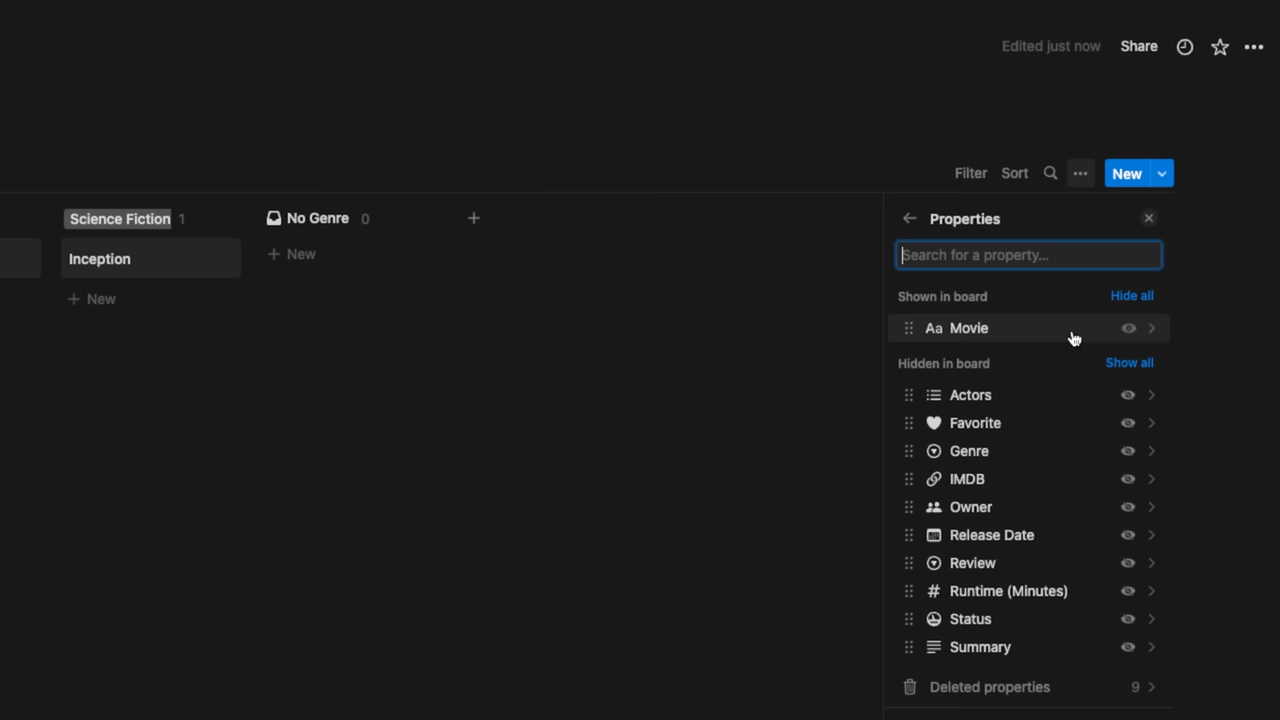 Edited just now Share
Filter Sort New
Science Fiction 1 No Genre 0
Properties
Inception
+ New
Search for a property...
+ New
Shown in board Hide all
Aa Movie
Hidden in board Show all
Actors
Favorite
Genre
IMDB
Owner
Release Date
Review
# Runtime (Minutes)
Status
Summary
Deleted properties 9